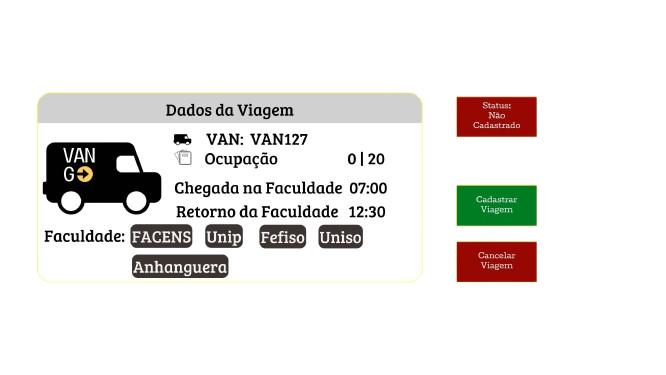 Dados da Viagem
VAN
GO
VAN: VAN127
Ocupação 0 | 20
Chegada na Faculdade 07:00
Retorno da Faculdade 12:30
Faculdade: FACENS Unip Fefiso Uniso
Anhanguera
Status:
Não
Cadastrado
Cadastrar
Viagem
Cancelar
Viagem